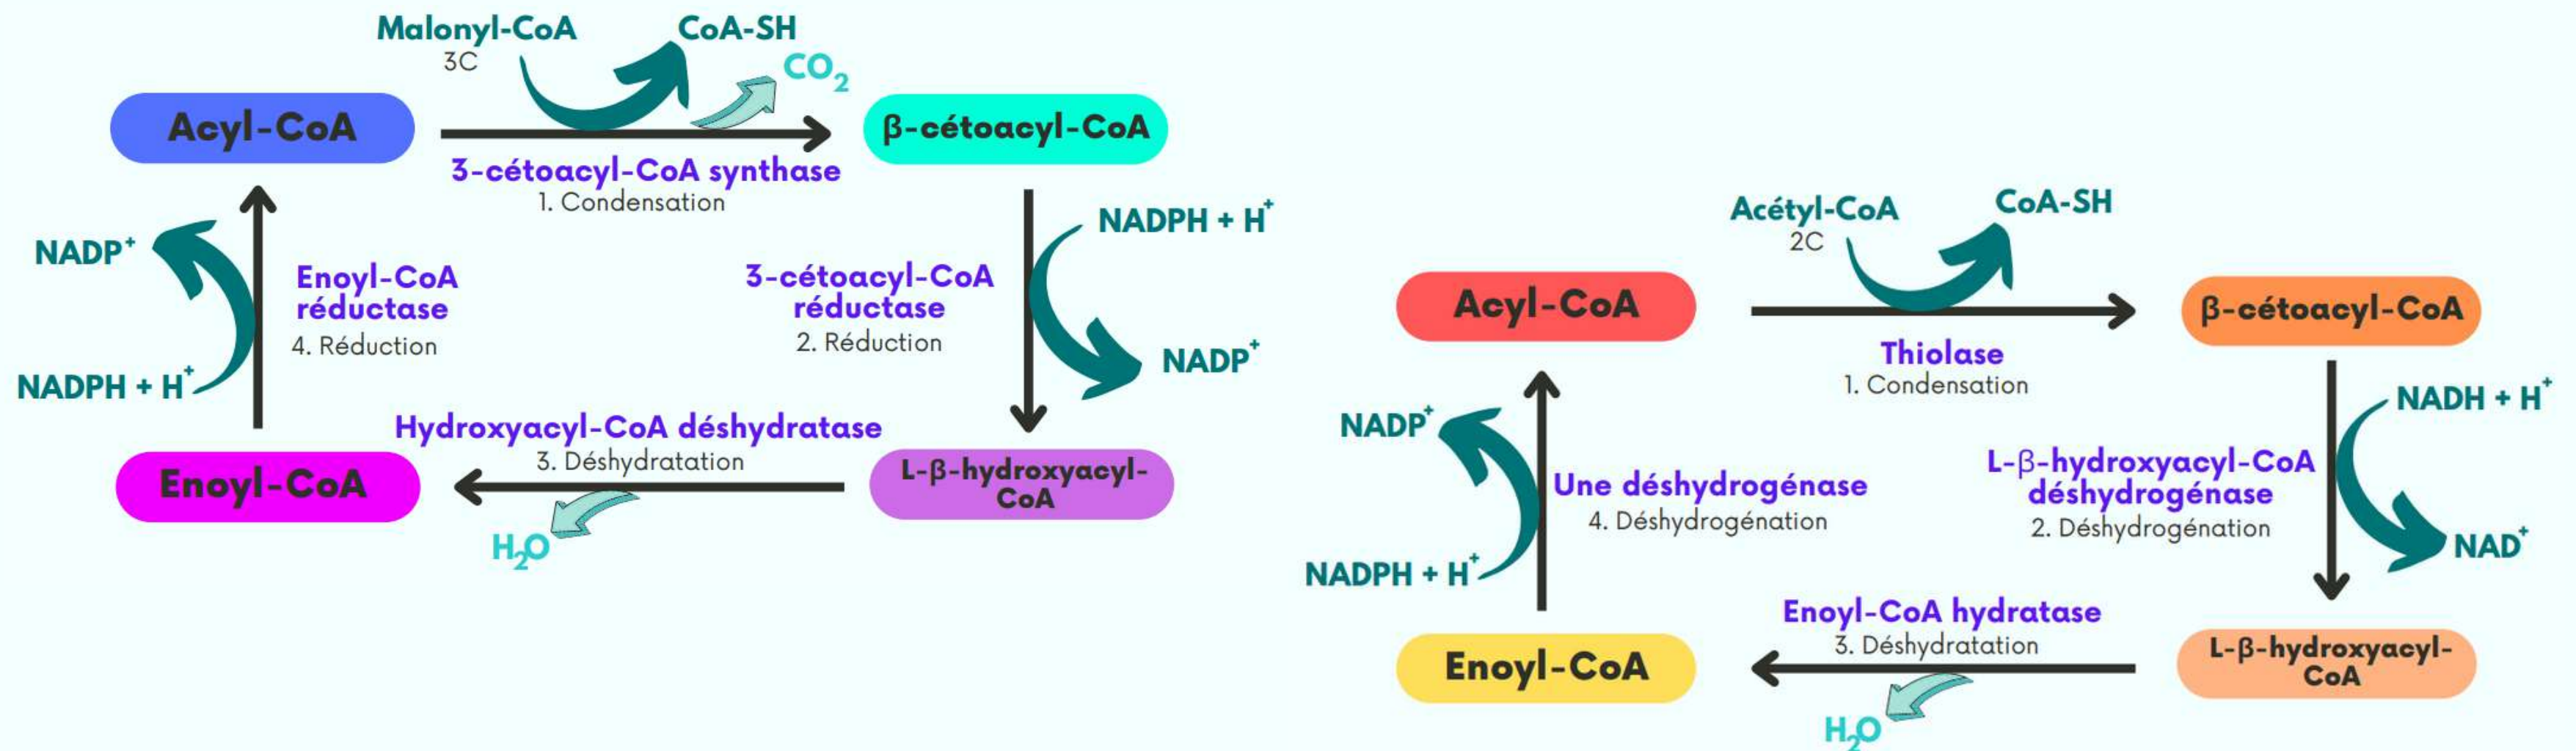 Malonyl-CoA
3C
CoA-SH
CO₂
Acyl-CoA
β-cétoacyl-CoA
3-cétoacyl-CoA synthase
1. Condensation
NADP⁺
NADPH + H⁺
Enoyl-CoA
réductase
4. Réduction
3-cétoacyl-CoA
réductase
2. Réduction
NADPH + H⁺
NADP⁺
Hydroxyacyl-CoA déshydratase
3. Déshydratation
Enoyl-CoA
L-β-hydroxyacyl-
CoA
H₂O
Acétyl-CoA
2C
CoA-SH
Acyl-CoA
β-cétoacyl-CoA
Thiolase
1. Condensation
NADP⁺
NADPH + H⁺
Une déshydrogénase
4. Déshydrogénation
L-β-hydroxyacyl-CoA
déshydrogénase
2. Déshydrogénation
NADH + H⁺
NAD⁺
Enoyl-CoA hydratase
3. Déshydratation
Enoyl-CoA
L-β-hydroxyacyl-
CoA
H₂O